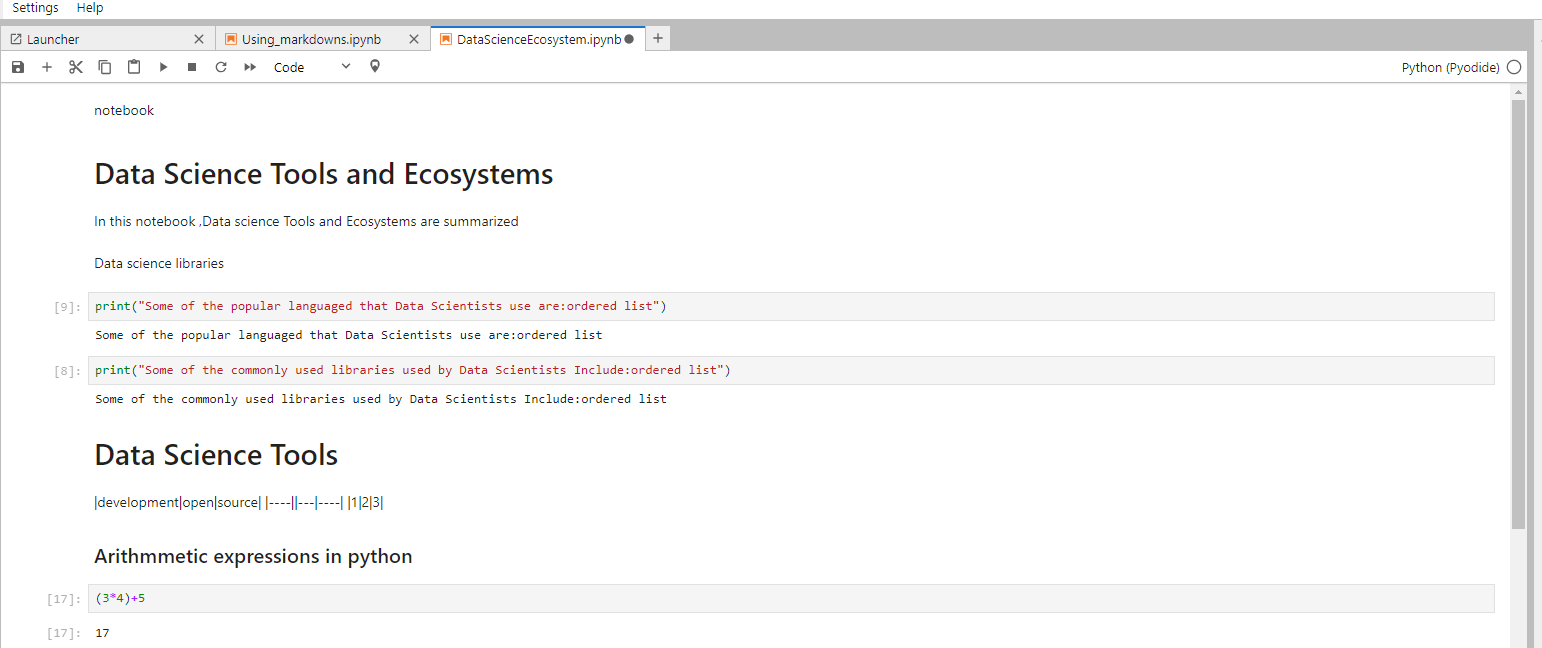 Settings Help
Launcher Using_markdowns.ipynb DataScienceEcosystem.ipynb
Code Python (Pyodide)
notebook
Data Science Tools and Ecosystems
In this notebook ,Data science Tools and Ecosystems are summarized
Data science libraries
[9]: print("Some of the popular languaged that Data Scientists use are:ordered list")
Some of the popular languaged that Data Scientists use are:ordered list
[8]: print("Some of the commonly used libraries used by Data Scientists Include:ordered list")
Some of the commonly used libraries used by Data Scientists Include:ordered list
Data Science Tools
|development|open|source| |----||---|----| |1|2|3|
Arithmmetic expressions in python
[17]: (3*4)+5
[17]: 17